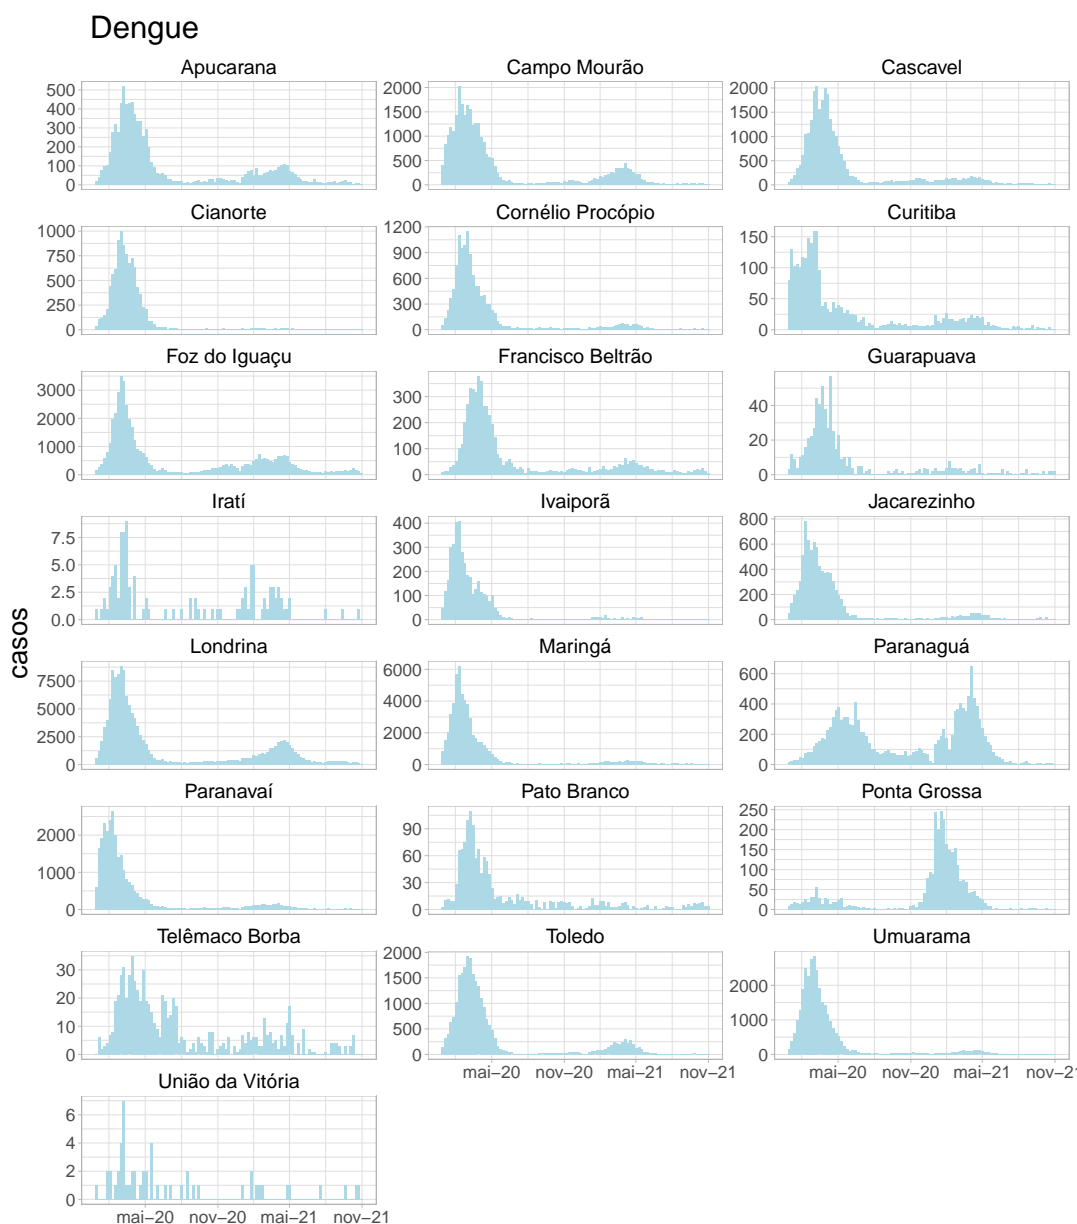 Dengue
Apucarana Campo Mourão Cascavel
500 400 300 200 100 0
2000 1500 1000 500 0
2000 1500 1000 500 0
Cianorte Cornélio Procópio Curitiba
1000 750 500 250 0
1200 900 600 300 0
150 100 50 0
Foz do Iguaçu Francisco Beltrão Guarapuava
3000 2000 1000 0
300 200 100 0
40 20 0
Iratí Ivaiporã Jacarezinho
7.5 5.0 2.5 0.0
400 300 200 100 0
800 600 400 200 0
casos
Londrina Maringá Paranaguá
7500 5000 2500 0
6000 4000 2000 0
600 400 200 0
Paranavaí Pato Branco Ponta Grossa
2000 1000 0
90 60 30 0
250 200 150 100 50 0
Telêmaco Borba Toledo Umuarama
30 20 10 0
2000 1500 1000 500 0
2000 1000 0
mai–20 nov–20 mai–21 nov–21 mai–20 nov–20 mai–21 nov–21
União da Vitória
6 4 2 0
mai–20 nov–20 mai–21 nov–21